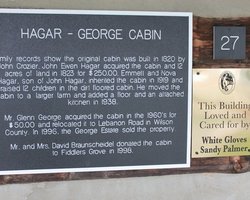 HAGAR - GEORGE CABIN
Family records show the original cabin was built in 1820 by
John Crozier. John Ewen Hagar acquired the cabin and 12
acres of land in 1823 for $250.00. Emmeli and Nova
Hagar, son of John Hagar, inherited the cabin in 1919 and
raised 12 children in the dirt floored cabin. He moved the
cabin to a larger farm and added a floor and an attached
kitchen in 1938.
Mr. Glenn George acquired the cabin in the 1960's for
$50.00 and relocated it to Lebanon Road in Wilson
County. In 1996, the George Estate sold the property.
Mr. and Mrs. David Braunscheidel donated the cabin
to Fiddlers Grove in 1998.
27
This Building
Loved and
Cared for by
White Gloves
Sandy Palmer,